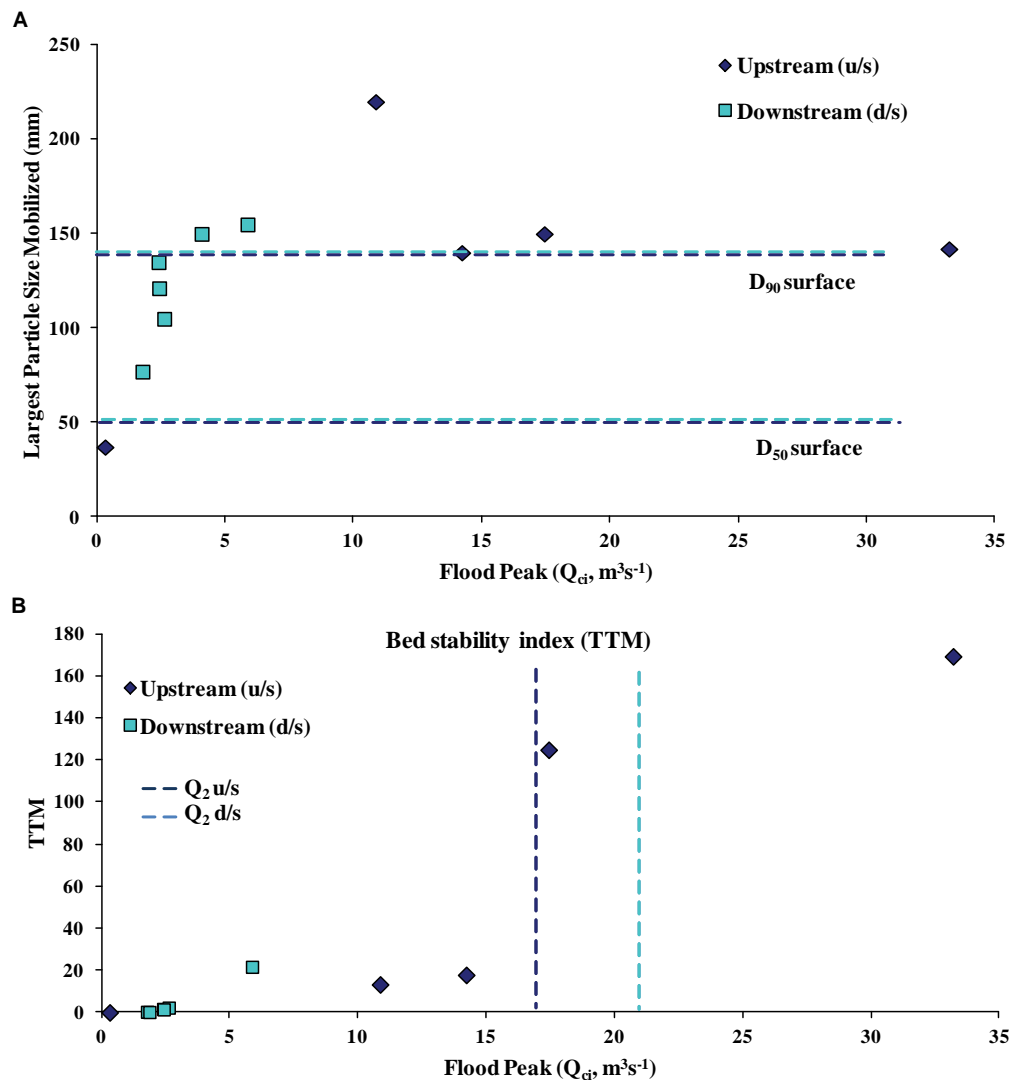 A
250
200
150
100
50
0
Largest Particle Size Mobilized (mm)
Upstream (u/s)
Downstream (d/s)
D₉₀ surface
D₅₀ surface
0 5 10 15 20 25 30 35
Flood Peak (Q_ci, m³s⁻¹)
B
Bed stability index (TTM)
180
160
140
120
100
80
60
40
20
0
TTM
Upstream (u/s)
Downstream (d/s)
Q₂ u/s
Q₂ d/s
0 5 10 15 20 25 30 35
Flood Peak (Q_ci, m³s⁻¹)